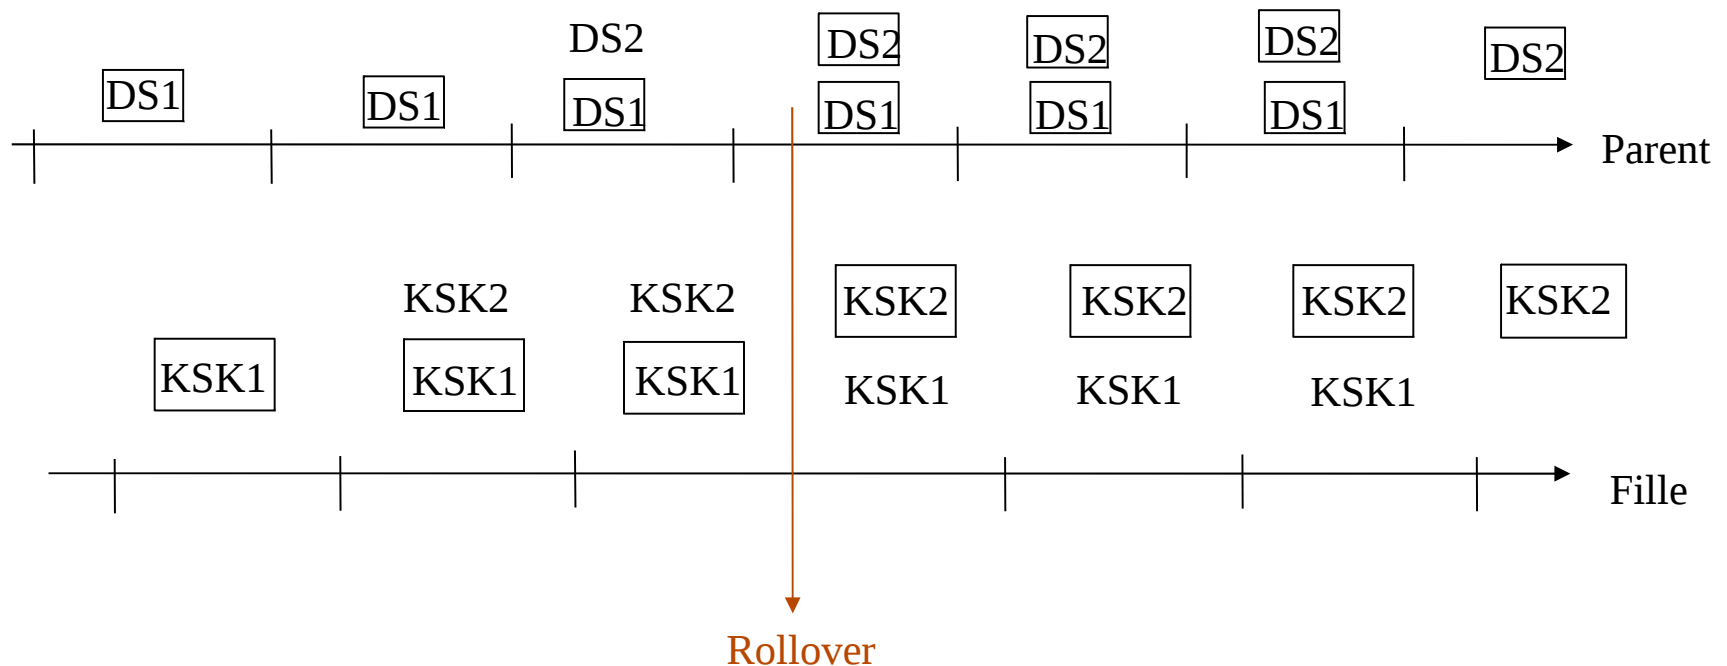 DS2 DS2 DS2 DS2 DS2
DS1 DS1 DS1 DS1 DS1 DS1
Parent
KSK2 KSK2 KSK2 KSK2 KSK2 KSK2
KSK1 KSK1 KSK1 KSK1 KSK1 KSK1
Fille
Rollover